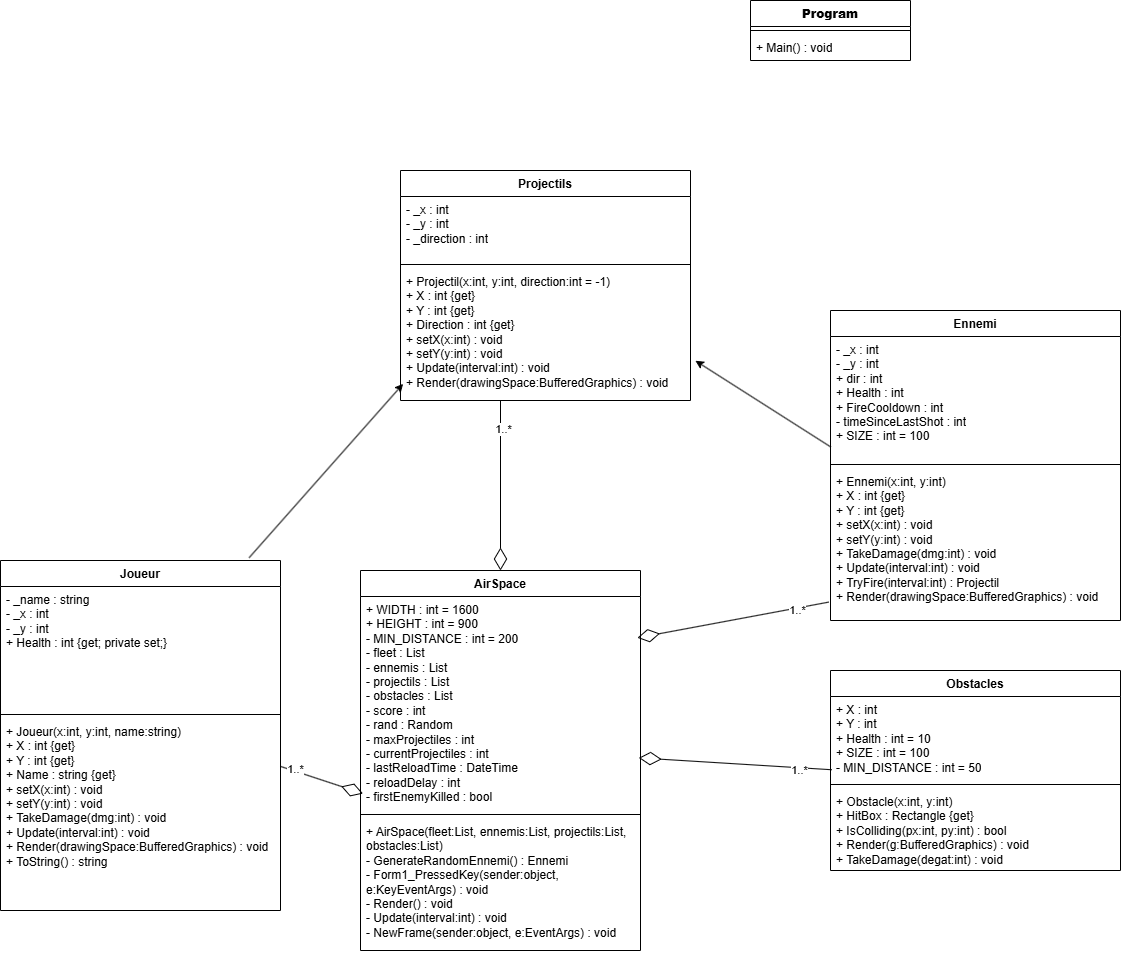 Program
+ Main() : void
Projectils
- _x : int
- _y : int
- _direction : int
+ Projectil(x:int, y:int, direction:int = -1)
+ X : int {get}
+ Y : int {get}
+ Direction : int {get}
+ setX(x:int) : void
+ setY(y:int) : void
+ Update(interval:int) : void
+ Render(drawingSpace:BufferedGraphics) : void
1..*
Ennemi
- _x : int
- _y : int
+ dir : int
+ Health : int
+ FireCooldown : int
- timeSinceLastShot : int
+ SIZE : int = 100
+ Ennemi(x:int, y:int)
+ X : int {get}
+ Y : int {get}
+ setX(x:int) : void
+ setY(y:int) : void
+ TakeDamage(dmg:int) : void
+ Update(interval:int) : void
+ TryFire(interval:int) : Projectil
+ Render(drawingSpace:BufferedGraphics) : void
1..*
Joueur
- _name : string
- _x : int
- _y : int
+ Health : int {get; private set;}
+ Joueur(x:int, y:int, name:string)
+ X : int {get}
+ Y : int {get}
+ Name : string {get}
+ setX(x:int) : void
+ setY(y:int) : void
+ TakeDamage(dmg:int) : void
+ Update(interval:int) : void
+ Render(drawingSpace:BufferedGraphics) : void
+ ToString() : string
1..*
AirSpace
+ WIDTH : int = 1600
+ HEIGHT : int = 900
- MIN_DISTANCE : int = 200
- fleet : List
- ennemis : List
- projectils : List
- obstacles : List
- score : int
- rand : Random
- maxProjectiles : int
- currentProjectiles : int
- lastReloadTime : DateTime
- reloadDelay : int
- firstEnemyKilled : bool
+ AirSpace(fleet:List, ennemis:List, projectils:List,
obstacles:List)
- GenerateRandomEnnemi() : Ennemi
- Form1_PressedKey(sender:object,
e:KeyEventArgs) : void
- Render() : void
- Update(interval:int) : void
- NewFrame(sender:object, e:EventArgs) : void
1..*
Obstacles
+ X : int
+ Y : int
+ Health : int = 10
+ SIZE : int = 100
- MIN_DISTANCE : int = 50
+ Obstacle(x:int, y:int)
+ HitBox : Rectangle {get}
+ IsColliding(px:int, py:int) : bool
+ Render(g:BufferedGraphics) : void
+ TakeDamage(degat:int) : void